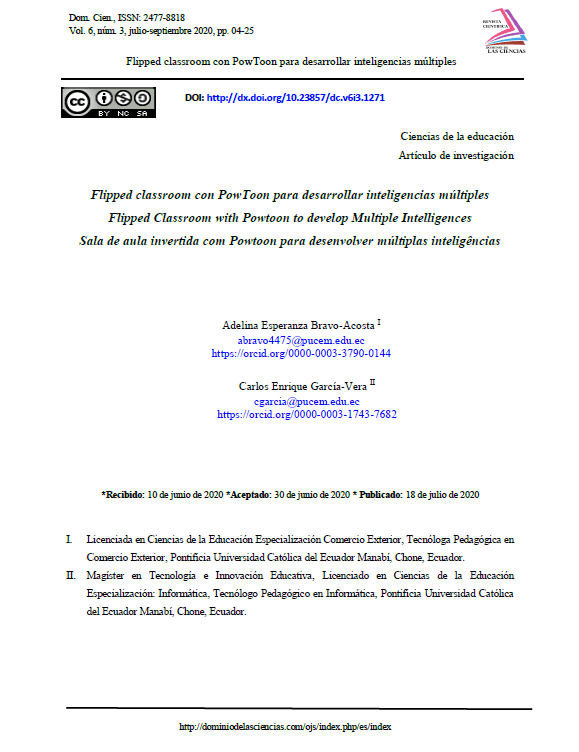 Dom. Cien., ISSN: 2477-8818
Vol. 6, núm. 3, julio-septiembre 2020, pp. 04-25
REVISTA
CIENTIFICA
DOMINIO DE
LAS CIENCIAS
Flipped classroom con PowToon para desarrollar inteligencias múltiples
cc
BY NC SA
DOI: http://dx.doi.org/10.23857/dc.v6i3.1271
Ciencias de la educación
Artículo de investigación
Flipped classroom con PowToon para desarrollar inteligencias múltiples
Flipped Classroom with Powtoon to develop Multiple Intelligences
Sala de aula invertida com Powtoon para desenvolver múltiplas inteligências
Adelina Esperanza Bravo-Acosta I
abravo4475@pucem.edu.ec
https://orcid.org/0000-0003-3790-0144
Carlos Enrique García-Vera II
cgarcia@pucem.edu.ec
https://orcid.org/0000-0003-1743-7682
*Recibido: 10 de junio de 2020 *Aceptado: 30 de junio de 2020 * Publicado: 18 de julio de 2020
I. Licenciada en Ciencias de la Educación Especialización Comercio Exterior, Tecnóloga Pedagógica en
Comercio Exterior, Pontificia Universidad Católica del Ecuador Manabí, Chone, Ecuador.
II. Magíster en Tecnología e Innovación Educativa, Licenciado en Ciencias de la Educación
Especialización: Informática, Tecnólogo Pedagógico en Informática, Pontificia Universidad Católica
del Ecuador Manabí, Chone, Ecuador.
http://dominiodelasciencias.com/ojs/index.php/es/index